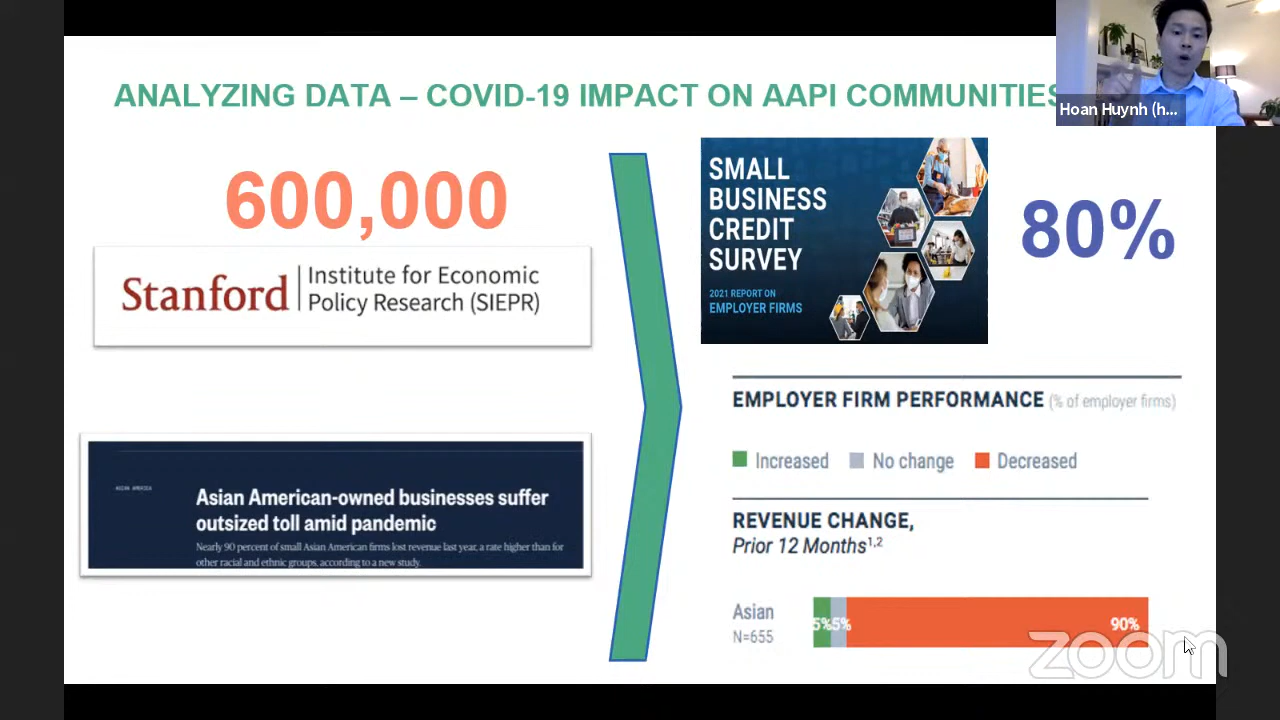 ANALYZING DATA – COVID-19 IMPACT ON AAPI COMMUNITIES
Hoan Huynh (h...
600,000
Stanford
Institute for Economic
Policy Research (SIEPR)
ASIAN AMERICA
Asian American-owned businesses suffer
outsized toll amid pandemic
Nearly 90 percent of small Asian American firms lost revenue last year, a rate higher than for
other racial and ethnic groups, according to a new study.
SMALL
BUSINESS
CREDIT
SURVEY
2021 REPORT ON
EMPLOYER FIRMS
80%
EMPLOYER FIRM PERFORMANCE (% of employer firms)
Increased No change Decreased
REVENUE CHANGE,
Prior 12 Months1,2
Asian
N=655
5% 5% 90%
zoom